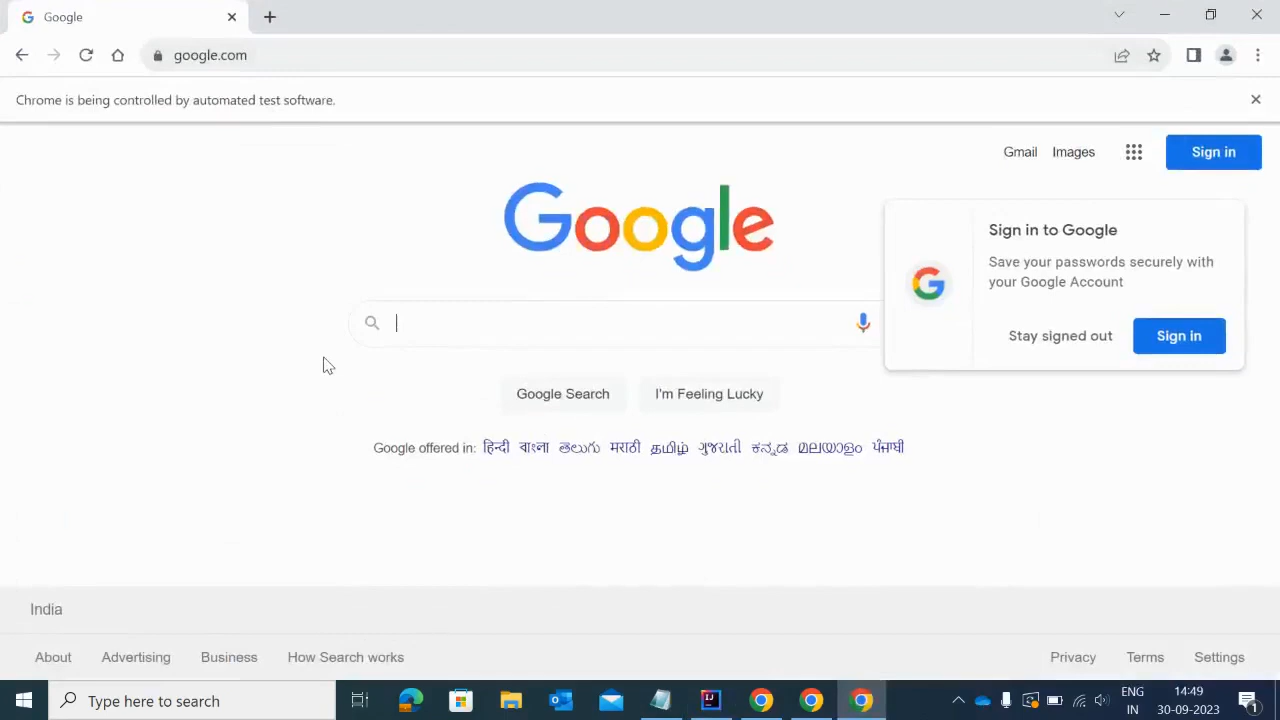 Google
google.com
Chrome is being controlled by automated test software.
Gmail Images Sign in
Google
Sign in to Google
Save your passwords securely with
your Google Account
Stay signed out Sign in
Google Search I'm Feeling Lucky
Google offered in: हिन्दी বাংলা తెలుగు मराठी தமிழ் ગુજરાતી ಕನ್ನಡ മലയാളം ਪੰਜਾਬੀ
India
About Advertising Business How Search works Privacy Terms Settings
Type here to search
ENG
IN
14:49
30-09-2023
1